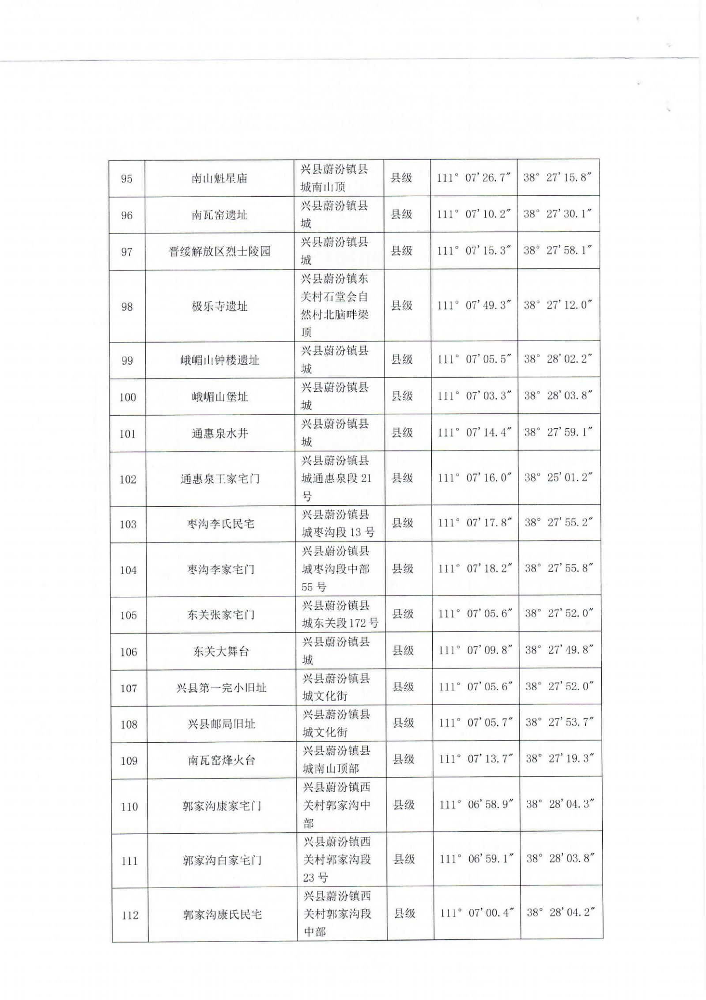 95 南山魁星庙 兴县蔚汾镇县 县级 111° 07′26.7″ 38° 27′15.8″
城南山顶
96 南瓦窑遗址 兴县蔚汾镇县 县级 111° 07′10.2″ 38° 27′30.1″
城
97 晋绥解放区烈士陵园 兴县蔚汾镇县 县级 111° 07′15.3″ 38° 27′58.1″
城
98 极乐寺遗址 兴县蔚汾镇东 县级 111° 07′49.3″ 38° 27′12.0″
关村石堂会自
然村北脑畔梁
顶
99 峨嵋山钟楼遗址 兴县蔚汾镇县 县级 111° 07′05.5″ 38° 28′02.2″
城
100 峨嵋山堡址 兴县蔚汾镇县 县级 111° 07′03.3″ 38° 28′03.8″
城
101 通惠泉水井 兴县蔚汾镇县 县级 111° 07′14.4″ 38° 27′59.1″
城
102 通惠泉王家宅门 兴县蔚汾镇县 县级 111° 07′16.0″ 38° 25′01.2″
城通惠泉段 21
号
103 枣沟李氏民宅 兴县蔚汾镇县 县级 111° 07′17.8″ 38° 27′55.2″
城枣沟段 13 号
104 枣沟李家宅门 兴县蔚汾镇县 县级 111° 07′18.2″ 38° 27′55.8″
城枣沟段中部
55 号
105 东关张家宅门 兴县蔚汾镇县 县级 111° 07′05.6″ 38° 27′52.0″
城东关段 172 号
106 东关大舞台 兴县蔚汾镇县 县级 111° 07′09.8″ 38° 27′49.8″
城
107 兴县第一完小旧址 兴县蔚汾镇县 县级 111° 07′05.6″ 38° 27′52.0″
城文化街
108 兴县邮局旧址 兴县蔚汾镇县 县级 111° 07′05.7″ 38° 27′53.7″
城文化街
109 南瓦窑烽火台 兴县蔚汾镇县 县级 111° 07′13.7″ 38° 27′19.3″
城南山顶部
110 郭家沟康家宅门 兴县蔚汾镇西 县级 111° 06′58.9″ 38° 28′04.3″
关村郭家沟中
部
111 郭家沟白家宅门 兴县蔚汾镇西 县级 111° 06′59.1″ 38° 28′03.8″
关村郭家沟段
23 号
112 郭家沟康氏民宅 兴县蔚汾镇西 县级 111° 07′00.4″ 38° 28′04.2″
关村郭家沟段
中部